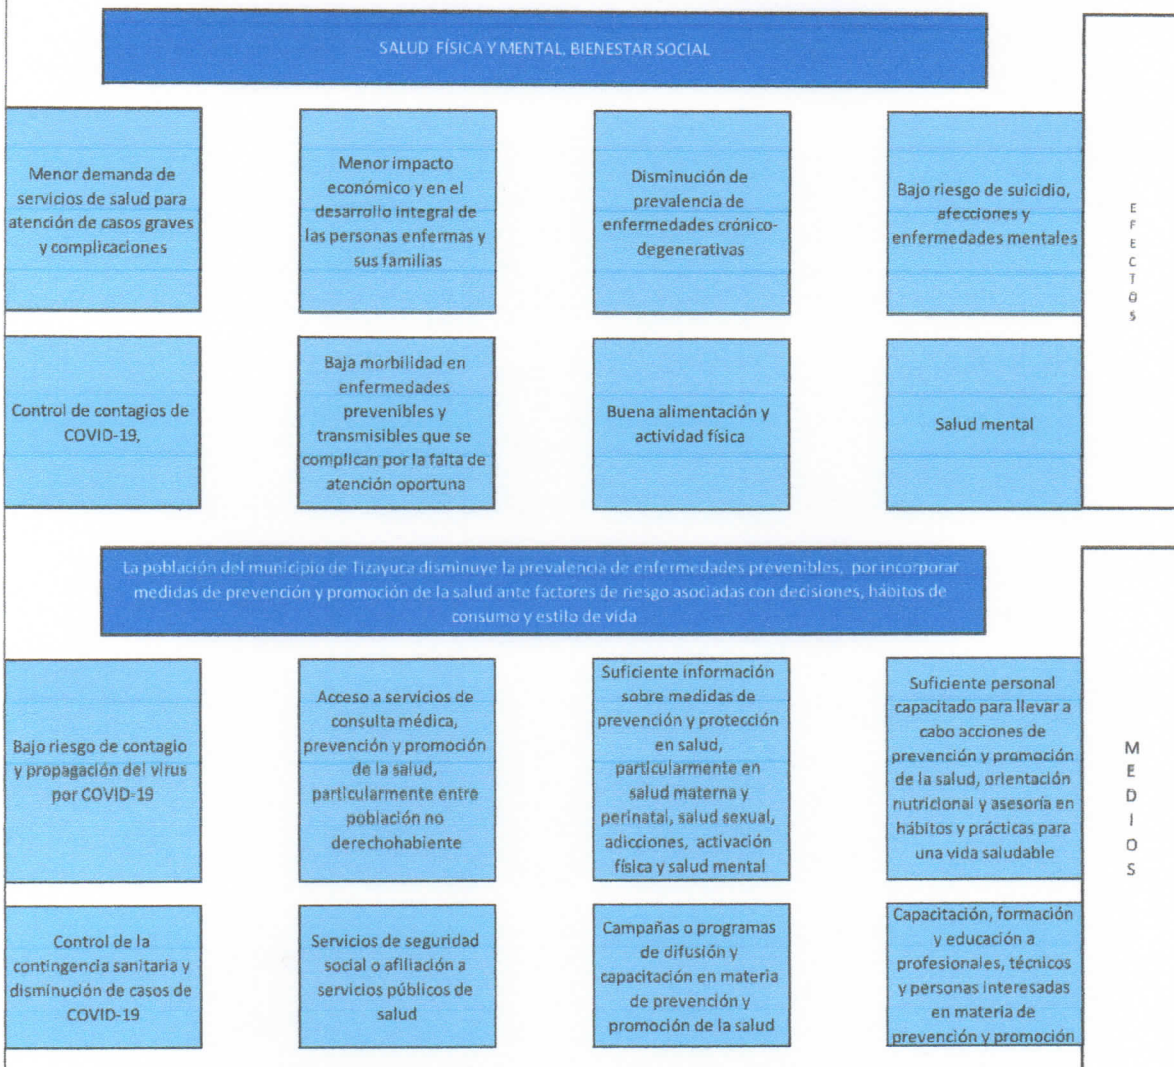 SALUD FÍSICA Y MENTAL, BIENESTAR SOCIAL
Menor demanda de
servicios de salud para
atención de casos graves
y complicaciones
Menor impacto
económico y en el
desarrollo integral de
las personas enfermas y
sus familias
Disminución de
prevalencia de
enfermedades crónico-
degenerativas
Bajo riesgo de suicidio,
afecciones y
enfermedades mentales
EFECTOS
Control de contagios de
COVID-19,
Baja morbilidad en
enfermedades
prevenibles y
transmisibles que se
complican por la falta de
atención oportuna
Buena alimentación y
actividad física
Salud mental
La población del municipio de Tizayuca disminuye la prevalencia de enfermedades prevenibles, por incorporar
medidas de prevención y promoción de la salud ante factores de riesgo asociadas con decisiones, hábitos de
consumo y estilo de vida
Bajo riesgo de contagio
y propagación del virus
por COVID-19
Acceso a servicios de
consulta médica,
prevención y promoción
de la salud,
particularmente entre
población no
derechohabiente
Suficiente información
sobre medidas de
prevención y protección
en salud,
particularmente en
salud materna y
perinatal, salud sexual,
adicciones, activación
física y salud mental
Suficiente personal
capacitado para llevar a
cabo acciones de
prevención y promoción
de la salud, orientación
nutricional y asesoría en
hábitos y prácticas para
una vida saludable
MEDIOS
Control de la
contingencia sanitaria y
disminución de casos de
COVID-19
Servicios de seguridad
social o afiliación a
servicios públicos de
salud
Campañas o programas
de difusión y
capacitación en materia
de prevención y
promoción de la salud
Capacitación, formación
y educación a
profesionales, técnicos
y personas interesadas
en materia de
prevención y promoción